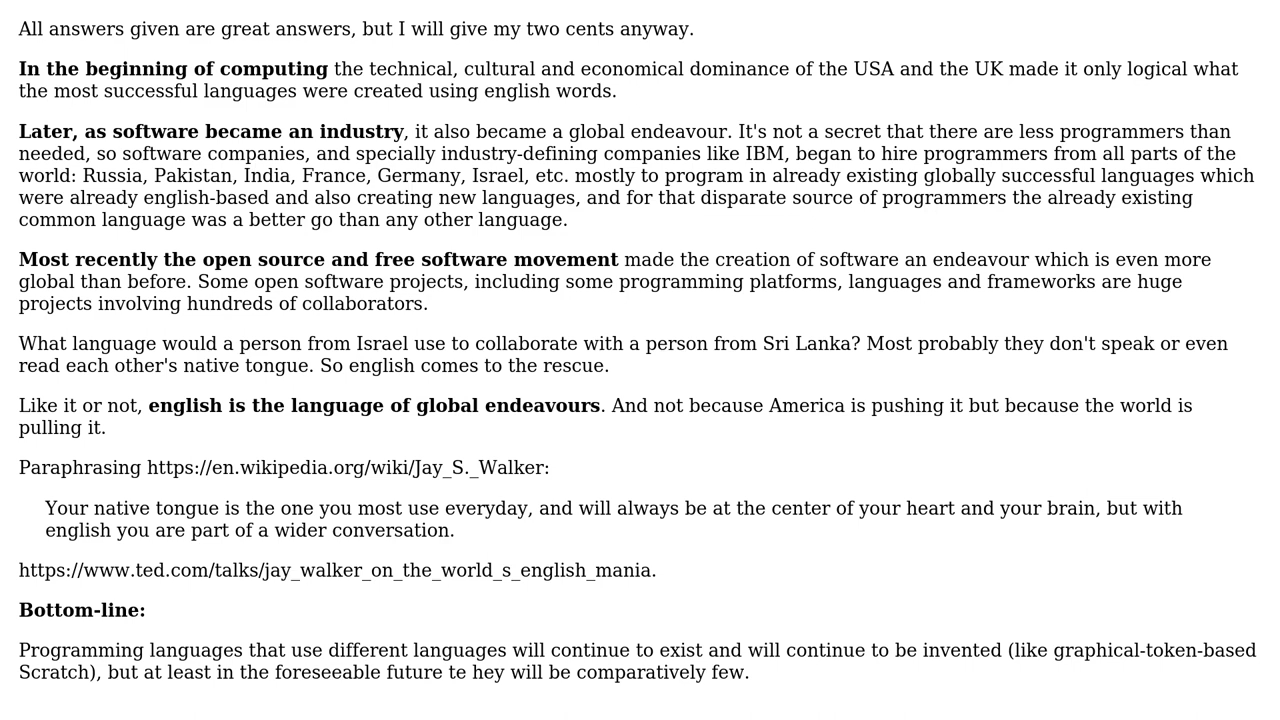 All answers given are great answers, but I will give my two cents anyway.
In the beginning of computing the technical, cultural and economical dominance of the USA and the UK made it only logical what
the most successful languages were created using english words.
Later, as software became an industry, it also became a global endeavour. It's not a secret that there are less programmers than
needed, so software companies, and specially industry-defining companies like IBM, began to hire programmers from all parts of the
world: Russia, Pakistan, India, France, Germany, Israel, etc. mostly to program in already existing globally successful languages which
were already english-based and also creating new languages, and for that disparate source of programmers the already existing
common language was a better go than any other language.
Most recently the open source and free software movement made the creation of software an endeavour which is even more
global than before. Some open software projects, including some programming platforms, languages and frameworks are huge
projects involving hundreds of collaborators.
What language would a person from Israel use to collaborate with a person from Sri Lanka? Most probably they don't speak or even
read each other's native tongue. So english comes to the rescue.
Like it or not, english is the language of global endeavours. And not because America is pushing it but because the world is
pulling it.
Paraphrasing https://en.wikipedia.org/wiki/Jay_S._Walker:
Your native tongue is the one you most use everyday, and will always be at the center of your heart and your brain, but with
english you are part of a wider conversation.
https://www.ted.com/talks/jay_walker_on_the_world_s_english_mania.
Bottom-line:
Programming languages that use different languages will continue to exist and will continue to be invented (like graphical-token-based
Scratch), but at least in the foreseeable future te hey will be comparatively few.